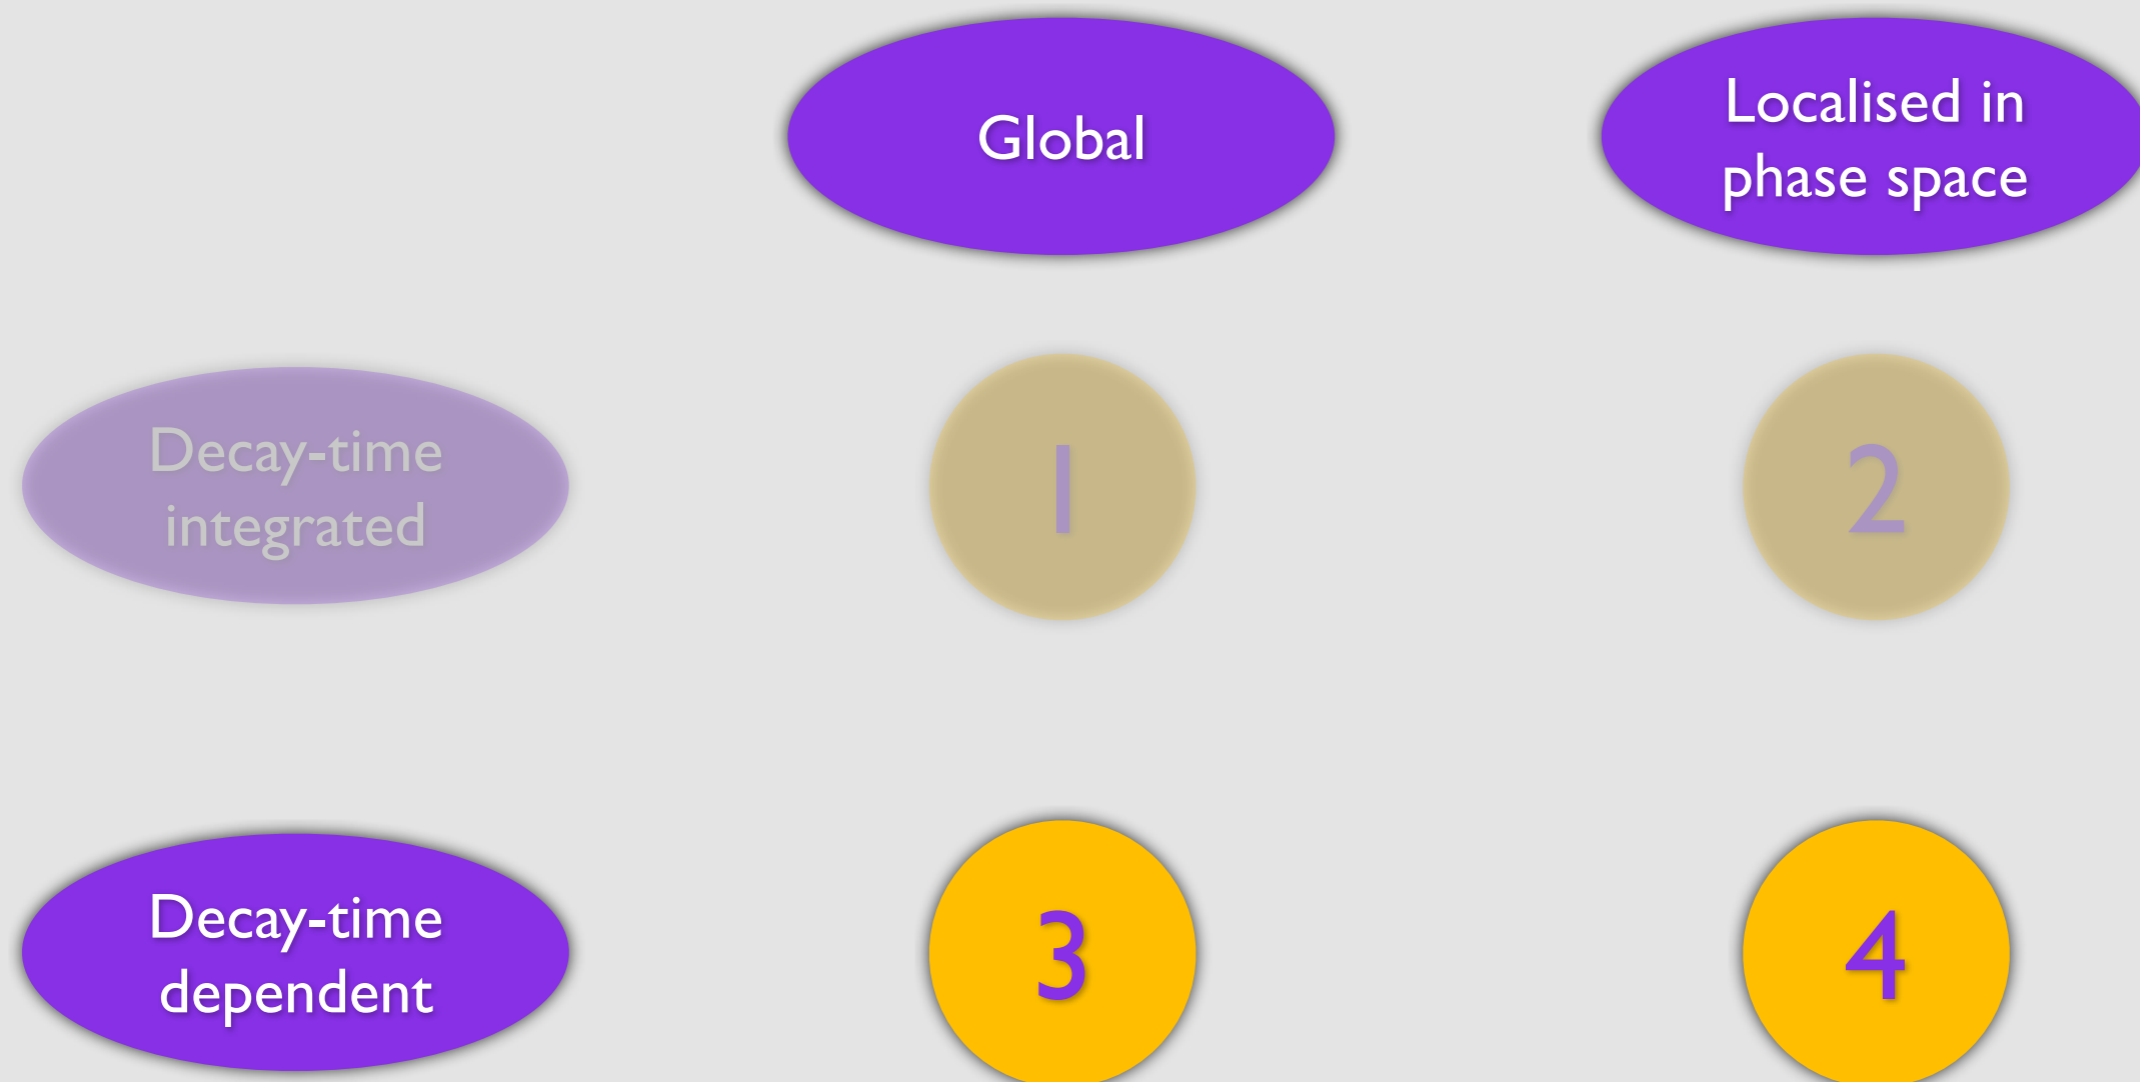 Global
Localised in
phase space
Decay-time
integrated
1
2
Decay-time
dependent
3
4